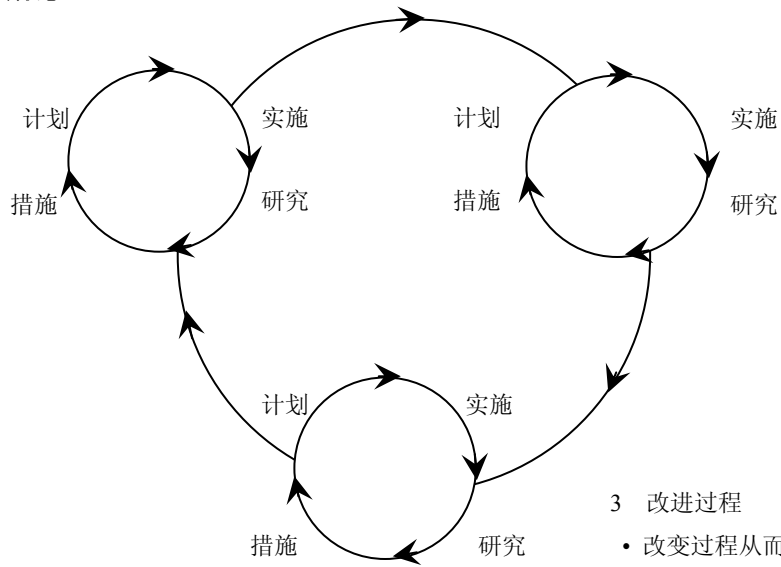 计划 实施 计划 实施
措施 研究 措施 研究
计划 实施
3 改进过程
措施 研究 • 改变过程从而